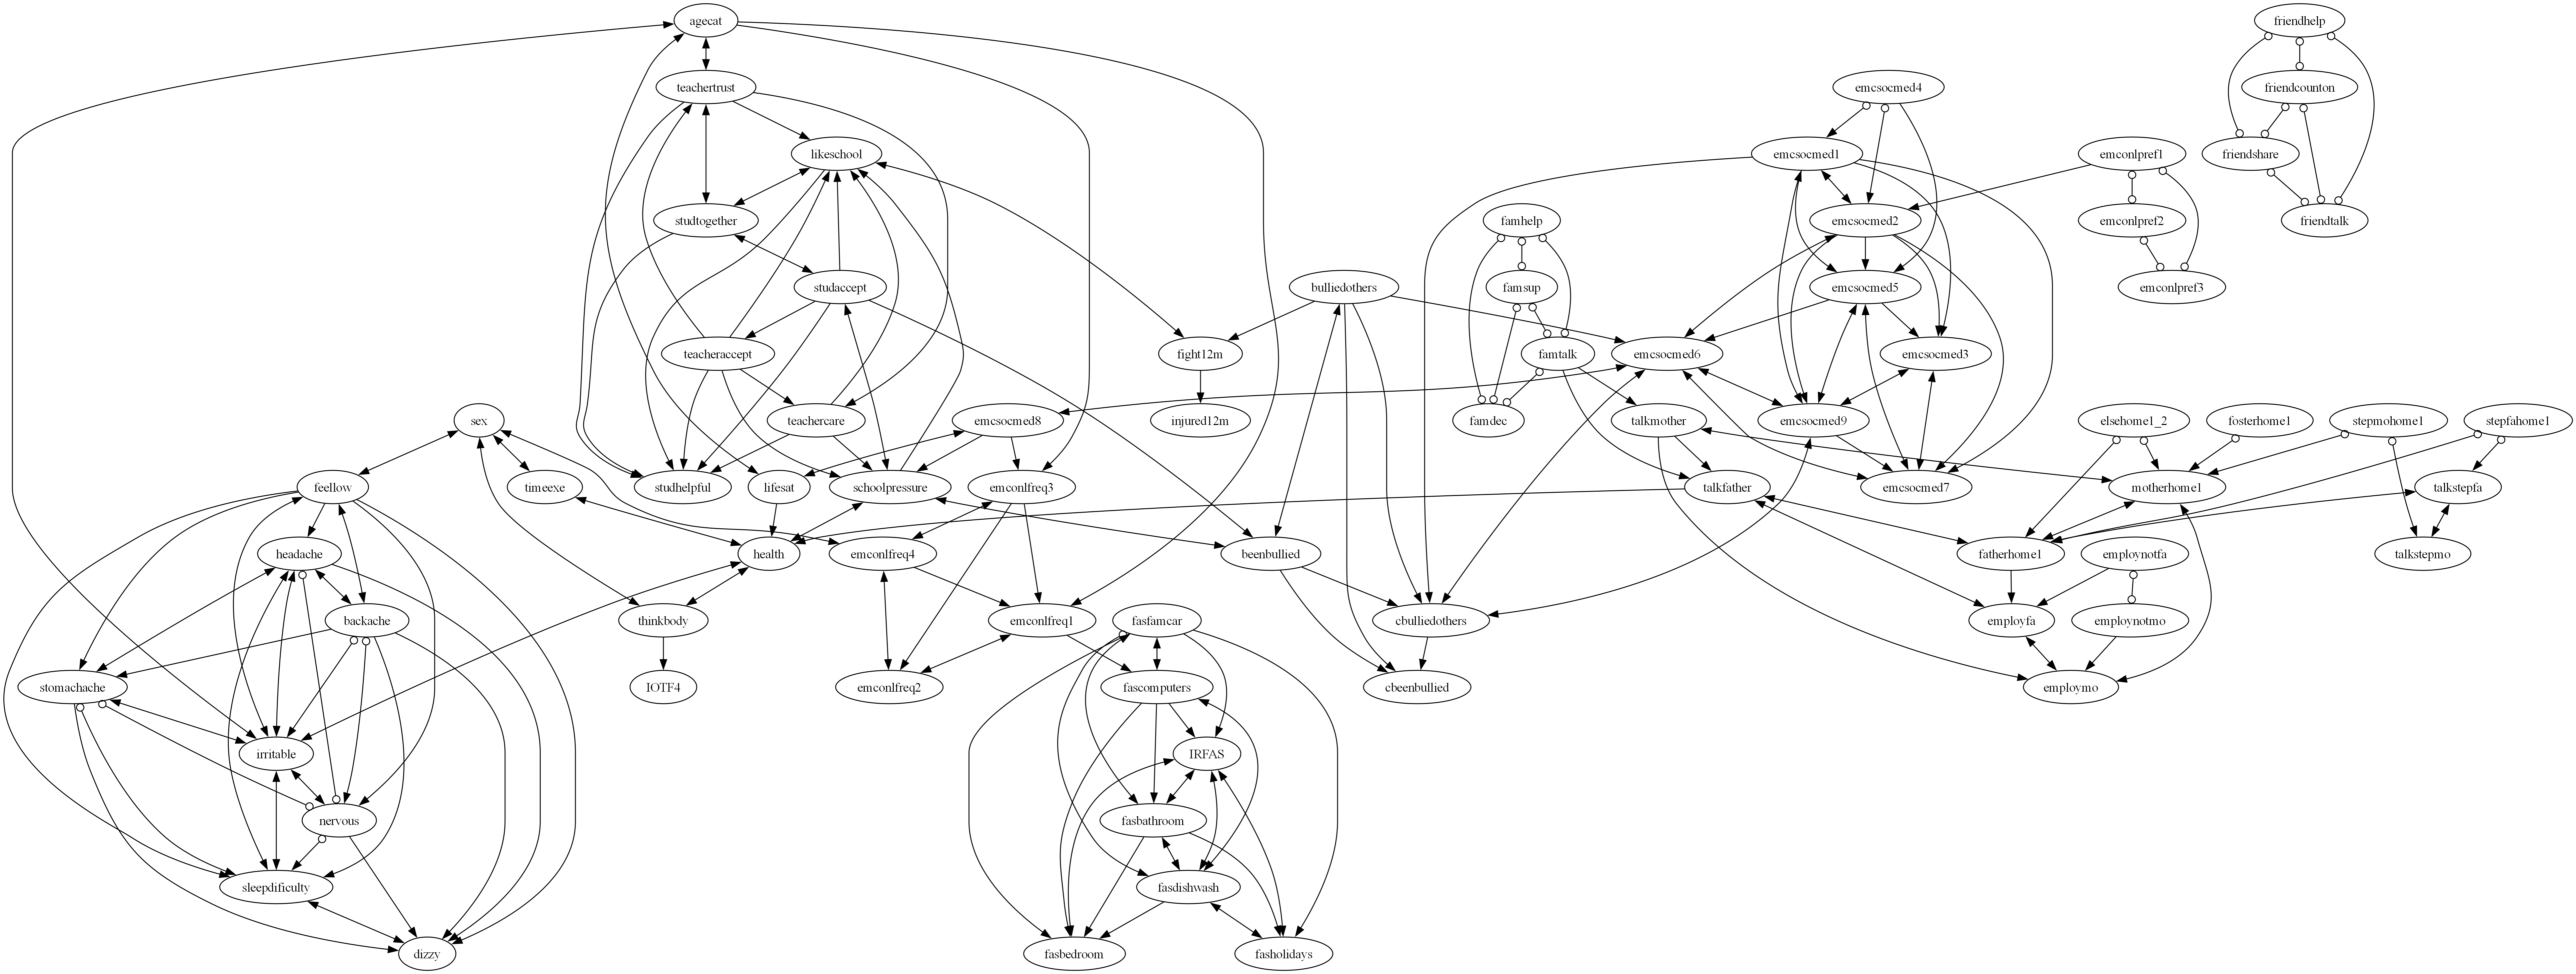 agecat
friendhelp
teachertrust
emcsocmed4
friendcounton
likeschool
emcsocmed1
emconlpref1
friendshare
studtogether
famhelp
emcsocmed2
emconlpref2
friendtalk
studaccept
bulliedothers
famsup
emcsocmed5
emconlpref3
teacheraccept
fight12m
famtalk
emcsocmed6
emcsocmed3
sex
teachercare
emcsocmed8
injured12m
famdec
talkmother
emcsocmed9
elsehome1_2
fosterhome1
stepmohome1
stepfahome1
feellow
timeexe
studhelpful
lifesat
schoolpressure
emconlfreq3
talkfather
emcsocmed7
motherhome1
talkstepfa
headache
health
emconlfreq4
beenbullied
fatherhome1
employnotfa
talkstepmo
backache
thinkbody
emconlfreq1
fasfamcar
cbulliedothers
employfa
employnotmo
stomachache
IOTF4
emconlfreq2
fascomputers
cbeenbullied
employmo
irritable
IRFAS
nervous
fasbathroom
sleepdificulty
fasdishwash
dizzy
fasbedroom
fasholidays